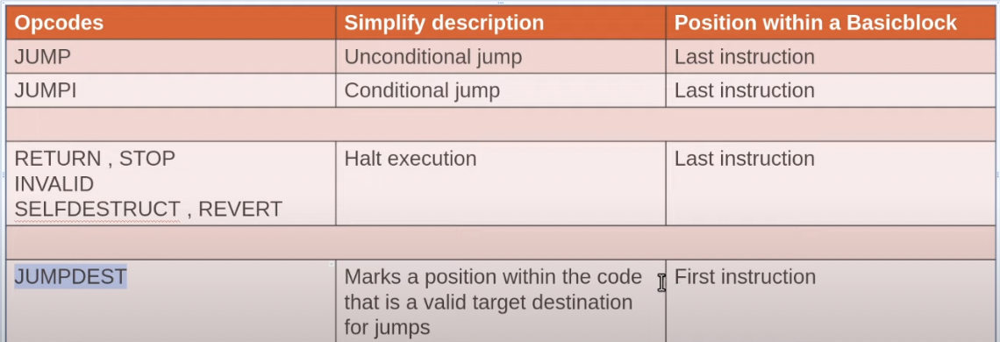 Opcodes Simplify description Position within a Basicblock
JUMP Unconditional jump Last instruction
JUMPI Conditional jump Last instruction
RETURN , STOP Halt execution Last instruction
INVALID
SELFDESTRUCT , REVERT
JUMPDEST Marks a position within the code First instruction
that is a valid target destination
for jumps